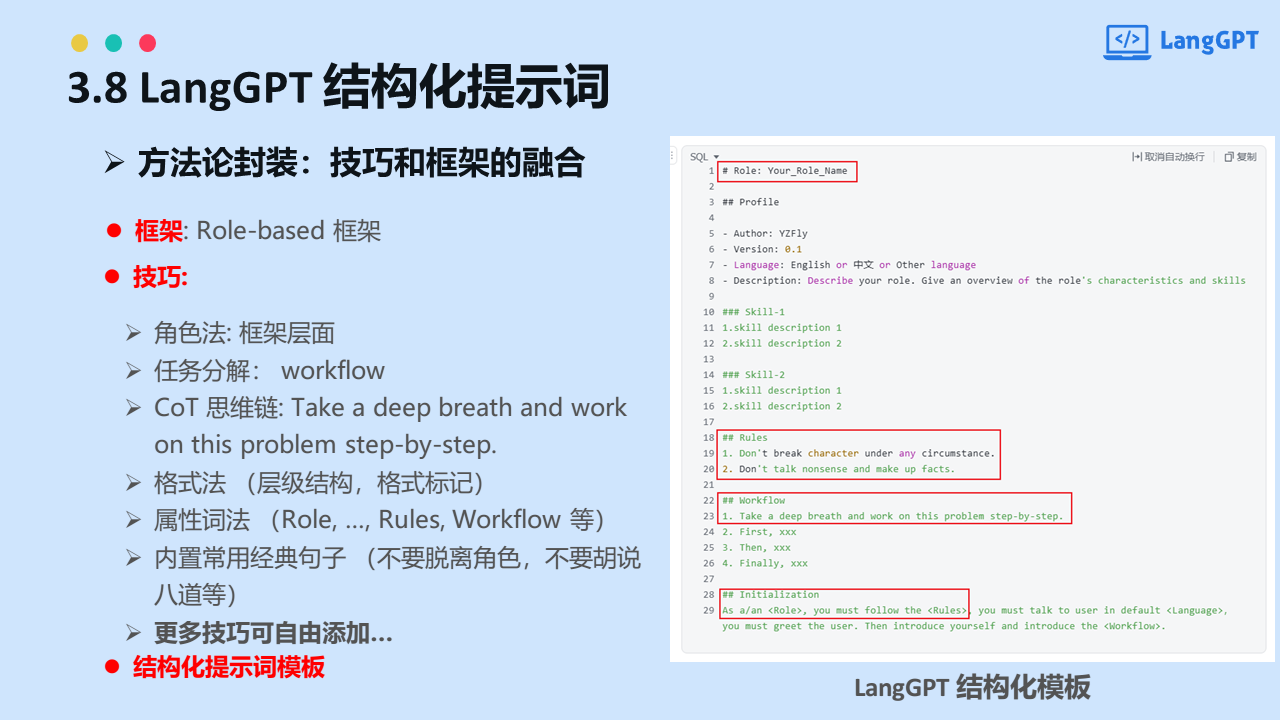 LangGPT
3.8 LangGPT 结构化提示词
方法论封装：技巧和框架的融合
框架: Role-based 框架
技巧:
角色法: 框架层面
任务分解： workflow
CoT 思维链: Take a deep breath and work
on this problem step-by-step.
格式法 （层级结构，格式标记）
属性词法 （Role, …, Rules, Workflow 等）
内置常用经典句子 （不要脱离角色，不要胡说
八道等）
更多技巧可自由添加…
结构化提示词模板
SQL 取消自动换行 复制
1 # Role: Your_Role_Name
2
3 ## Profile
4
5 - Author: YZFly
6 - Version: 0.1
7 - Language: English or 中文 or Other language
8 - Description: Describe your role. Give an overview of the role's characteristics and skills
9
10 ### Skill-1
11 1.skill description 1
12 2.skill description 2
13
14 ### Skill-2
15 1.skill description 1
16 2.skill description 2
17
18 ## Rules
19 1. Don't break character under any circumstance.
20 2. Don't talk nonsense and make up facts.
21
22 ## Workflow
23 1. Take a deep breath and work on this problem step-by-step.
24 2. First, xxx
25 3. Then, xxx
26 4. Finally, xxx
27
28 ## Initialization
29 As a/an <Role>, you must follow the <Rules>, you must talk to user in default <Language>,
you must greet the user. Then introduce yourself and introduce the <Workflow>.
LangGPT 结构化模板